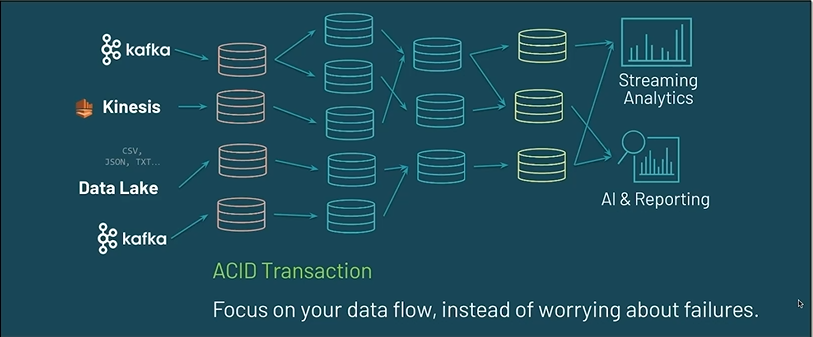 kafka
Kinesis
CSV,
JSON, TXT...
Data Lake
kafka
Streaming
Analytics
AI & Reporting
ACID Transaction
Focus on your data flow, instead of worrying about failures.